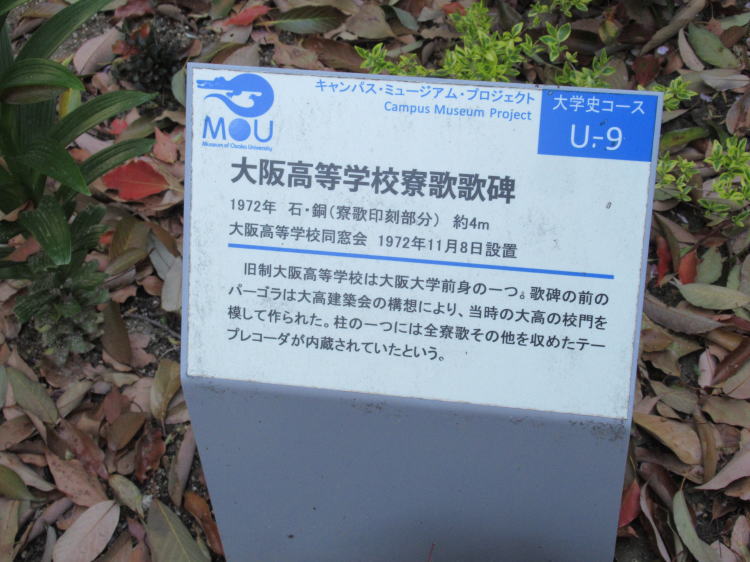 キャンパス・ミュージアム・プロジェクト
Campus Museum Project
大学史コース
U-9
MOU
Museum of Osaka University
大阪高等学校寮歌歌碑
1972年 石・銅(寮歌印刻部分) 約4m
大阪高等学校同窓会 1972年11月8日設置
旧制大阪高等学校は大阪大学前身の一つ。歌碑の前の
パーゴラは大高建築会の構想により、当時の大高の校門を
模して作られた。柱の一つには全寮歌その他を収めたテー
プレコーダが内蔵されていたという。